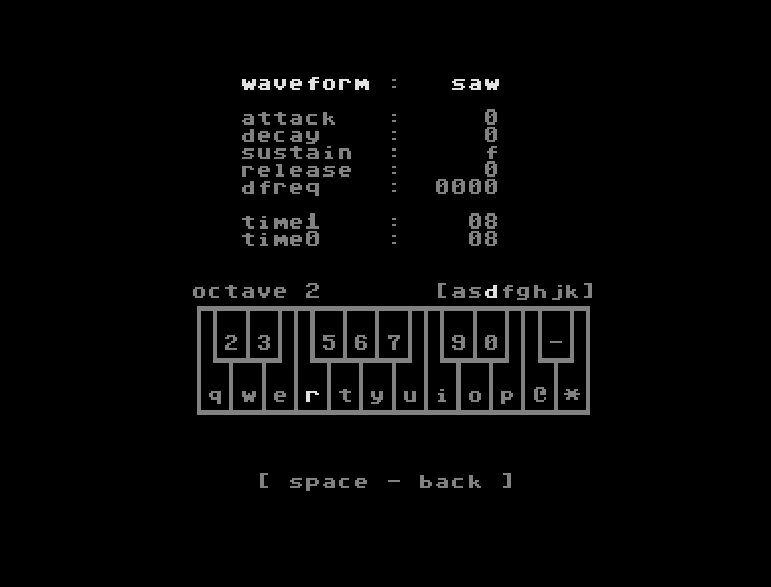 waveform : saw
attack : 0
decay : 0
sustain : f
release : 0
dfreq : 0000
time1 : 08
time0 : 08
octave 2 [asdfghjk]
2 3 5 6 7 9 0 -
q w e r t y u i o p @ *
[ space - back ]